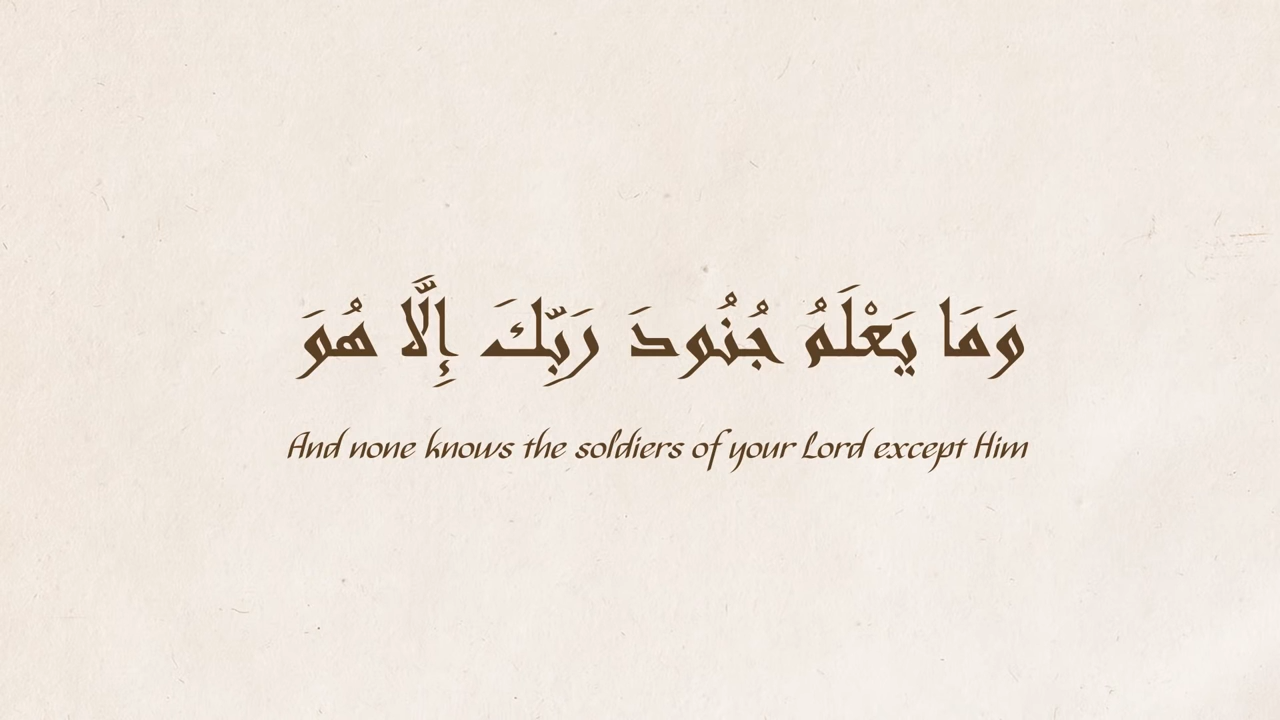 وَمَا يَعْلَمُ جُنُودَ رَبِّكَ إِلَّا هُوَ
And none knows the soldiers of your Lord except Him